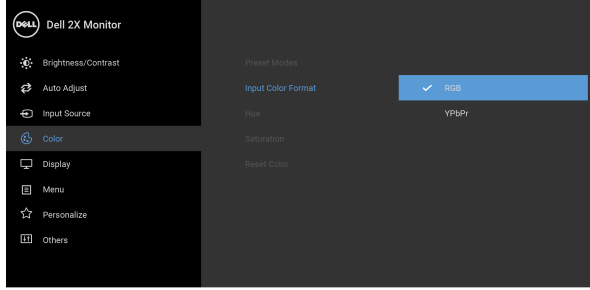 DELL
Dell 2X Monitor
Brightness/Contrast
Auto Adjust
Input Source
Color
Display
Menu
Personalize
Others
Preset Modes
Input Color Format
Hue
Saturation
Reset Color
RGB
YPbPr